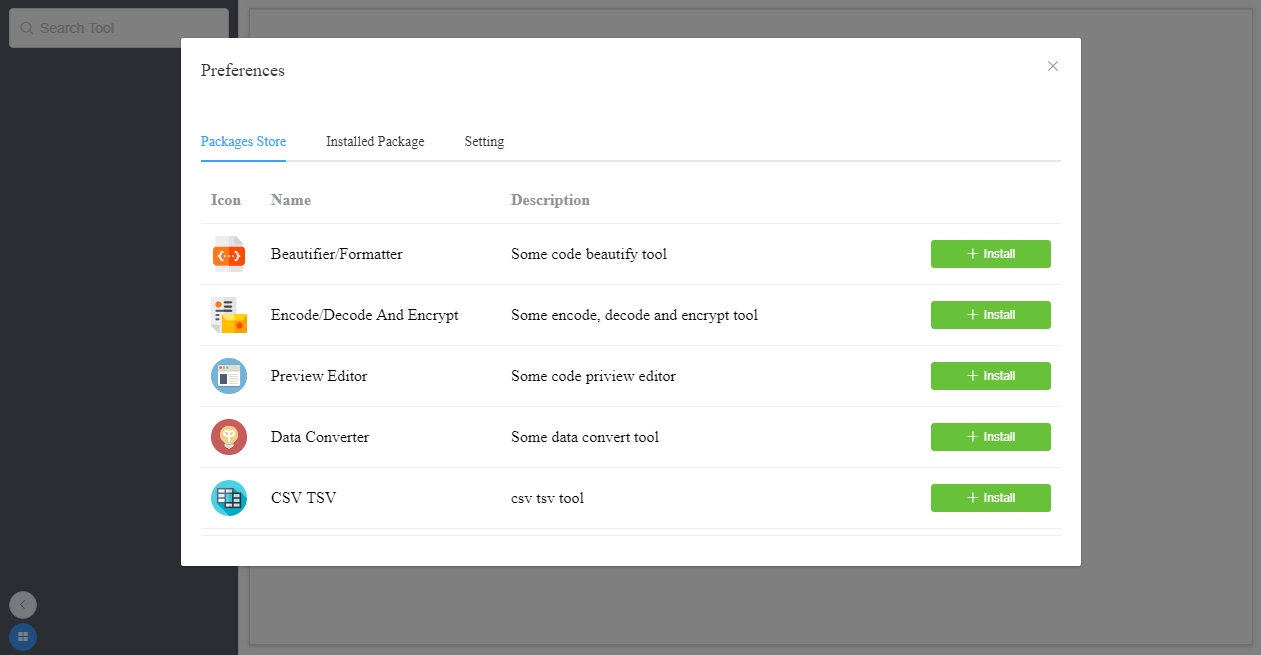 Search Tool
Preferences
Packages Store Installed Package Setting
Icon Name Description
Beautifier/Formatter Some code beautify tool Install
Encode/Decode And Encrypt Some encode, decode and encrypt tool Install
Preview Editor Some code priview editor Install
Data Converter Some data convert tool Install
CSV TSV csv tsv tool Install